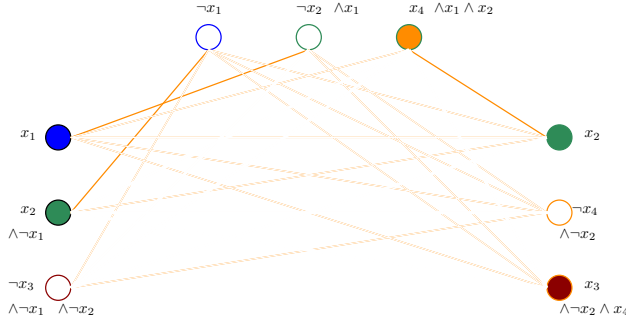 ¬x₁
¬x₂ ∧x₁
x₄ ∧x₁ ∧ x₂
x₁
x₂
x₂
∧¬x₁
¬x₄
∧¬x₂
¬x₃
∧¬x₁ ∧¬x₂
x₃
∧¬x₂ ∧ x₄